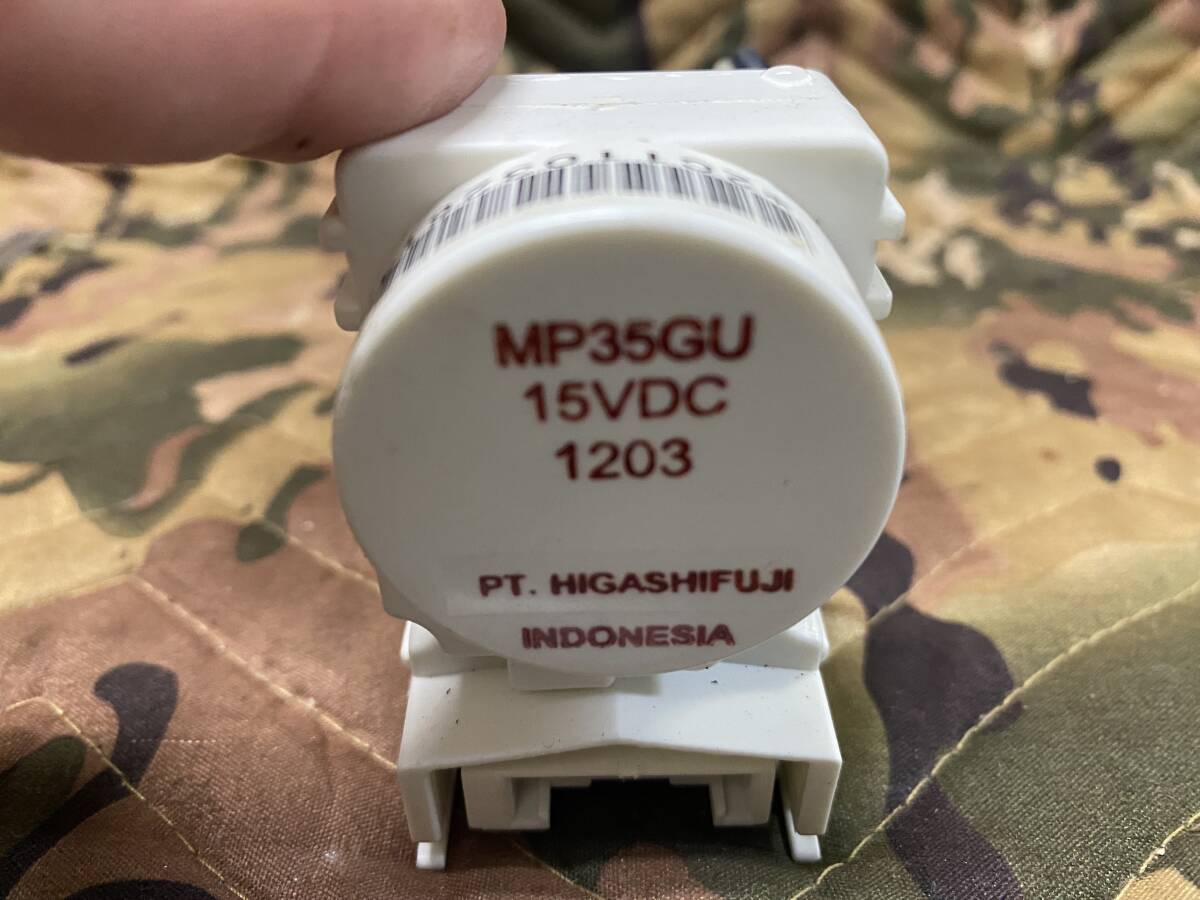 MP35GU
15VDC
1203
PT. HIGASHIFUJI
INDONESIA